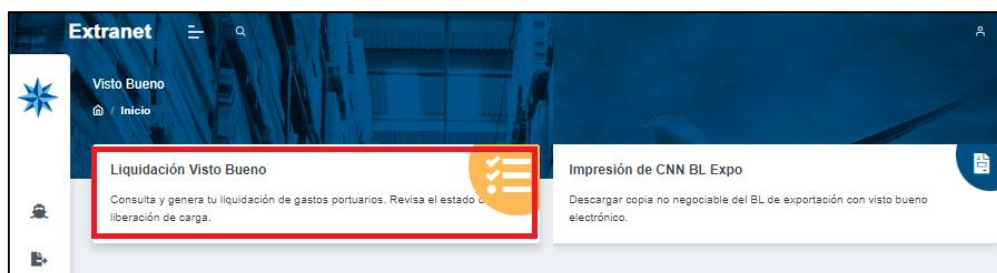 Extranet
Visto Bueno
/ Inicio
Liquidación Visto Bueno
Consulta y genera tu liquidación de gastos portuarios. Revisa el estado
liberación de carga.
Impresión de CNN BL Expo
Descargar copia no negociable del BL de exportación con visto bueno
electrónico.